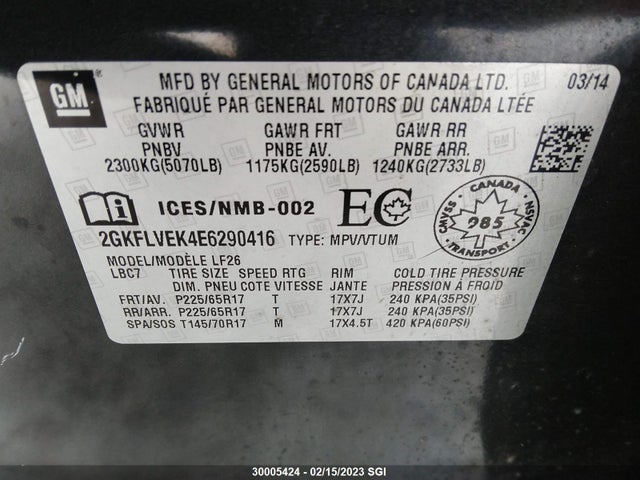 GM ®
MFD BY GENERAL MOTORS OF CANADA LTD. 03/14
FABRIQUÉ PAR GENERAL MOTORS DU CANADA LTÉE
GVWR GAWR FRT GAWR RR
PNBV PNBE AV. PNBE ARR.
2300KG(5070LB) 1175KG(2590LB) 1240KG(2733LB)
ICES/NMB-002 EC
CANADA
CMVSS 985 NSVAC
2GKFLVEK4E6290416 TYPE: MPV/VTUM
MODEL/MODÈLE LF26
LBC7 TIRE SIZE SPEED RTG RIM COLD TIRE PRESSURE
DIM. PNEU COTE VITESSE JANTE PRESSION À FROID
FRT/AV. P225/65R17 T 17X7J 240 KPA(35PSI)
RR/ARR. P225/65R17 T 17X7J 240 KPA(35PSI)
SPA/SOS T145/70R17 M 17X4.5T 420 KPA(60PSI)
30005424 - 02/15/2023 SGI